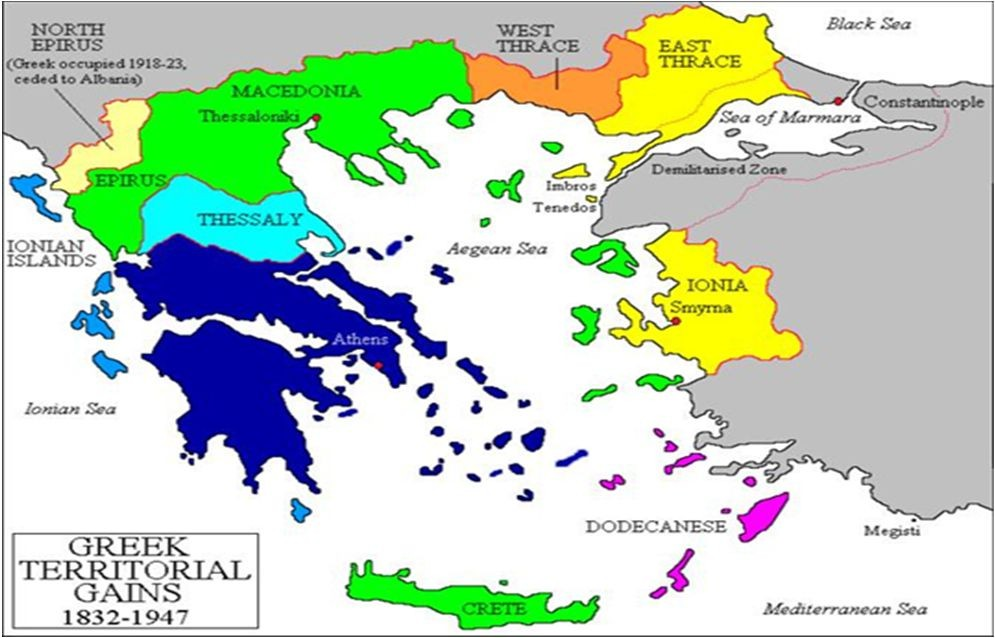 NORTH
EPIRUS
(Greek occupied 1918-23,
ceded to Albania)
WEST
THRACE
EAST
THRACE
Black Sea
MACEDONIA
Thessaloniki
Constantinople
Sea of Marmara
EPIRUS
Demilitarised Zone
Imbros
Tenedos
THESSALY
IONIAN
ISLANDS
Aegean Sea
IONIA
Smyrna
Athens
Ionian Sea
DODECANESE
Megisti
GREEK
TERRITORIAL
GAINS
1832-1947
CRETE
Mediterranean Sea